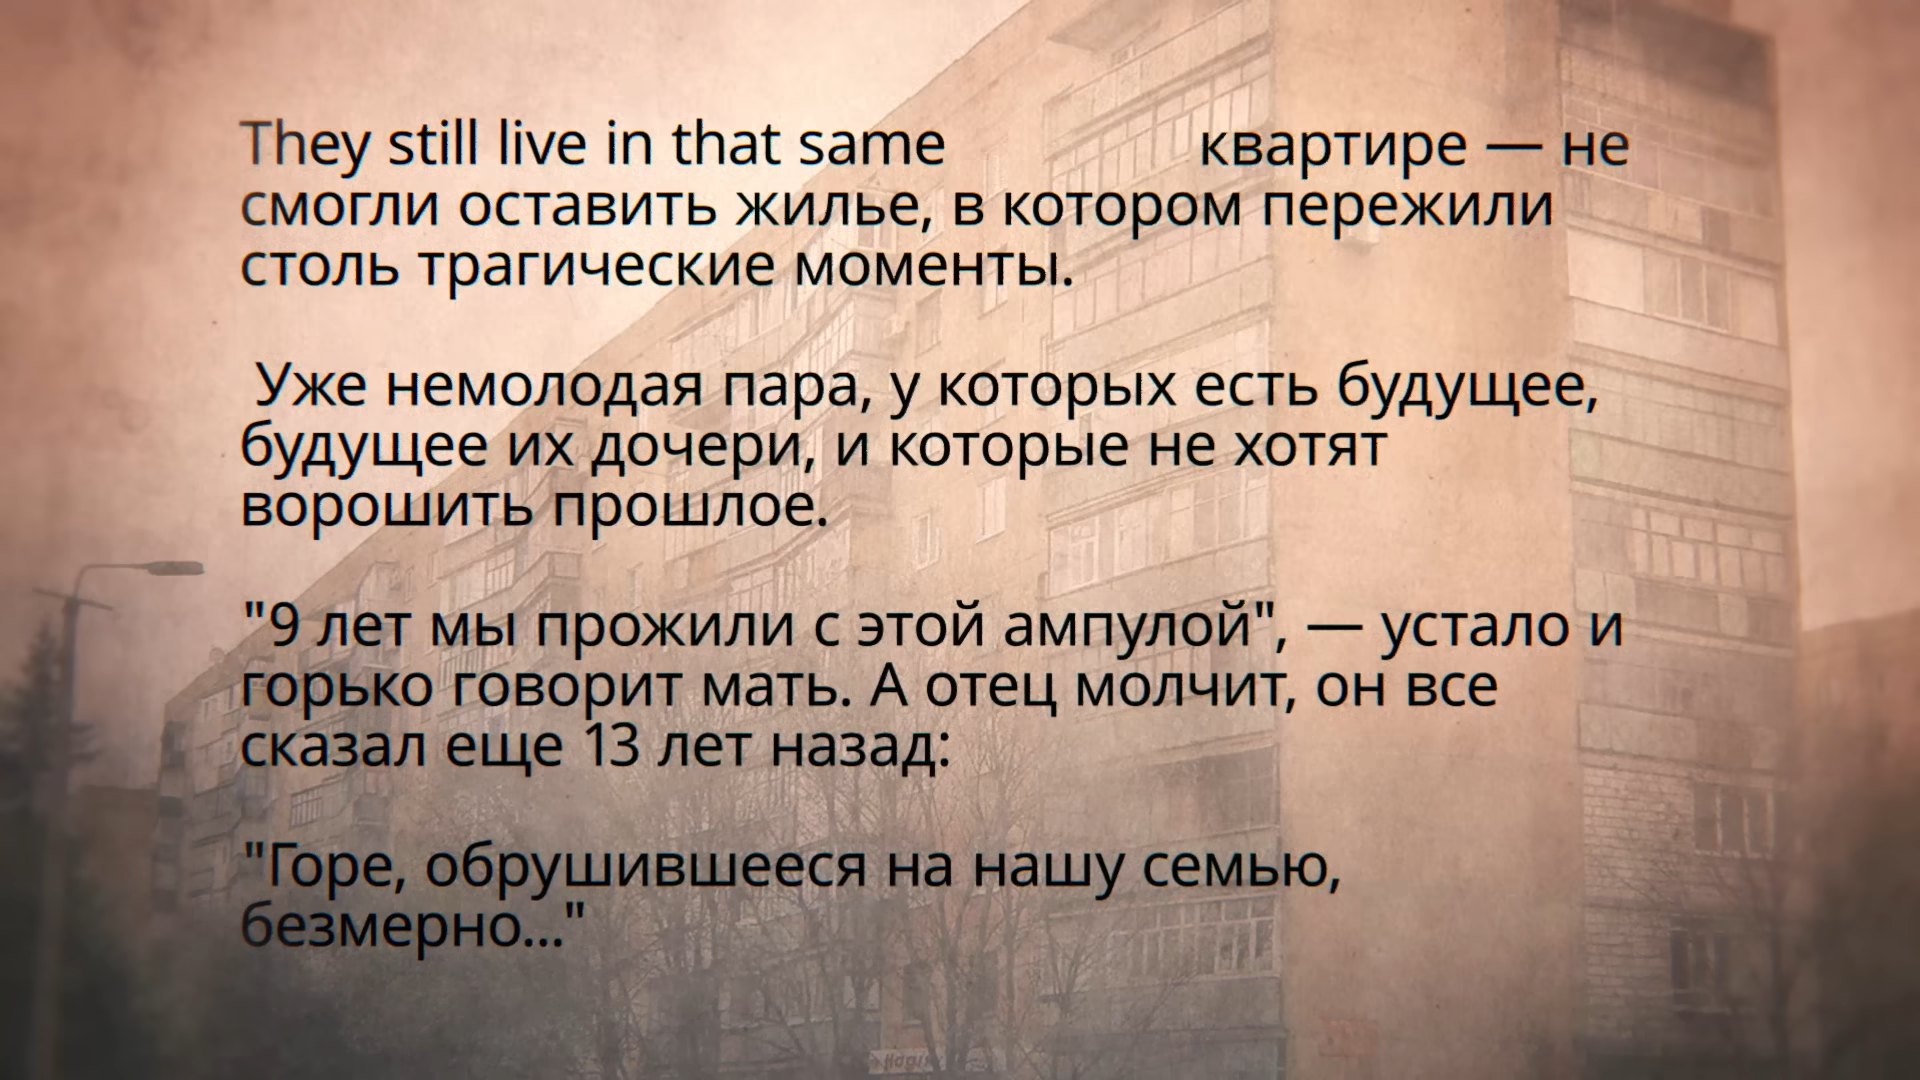 They still live in that same квартире — не
смогли оставить жилье, в котором пережили
столь трагические моменты.
Уже немолодая пара, у которых есть будущее,
будущее их дочери, и которые не хотят
ворошить прошлое.
"9 лет мы прожили с этой ампулой", — устало и
горько говорит мать. А отец молчит, он все
сказал еще 13 лет назад:
"Горе, обрушившееся на нашу семью,
безмерно..."